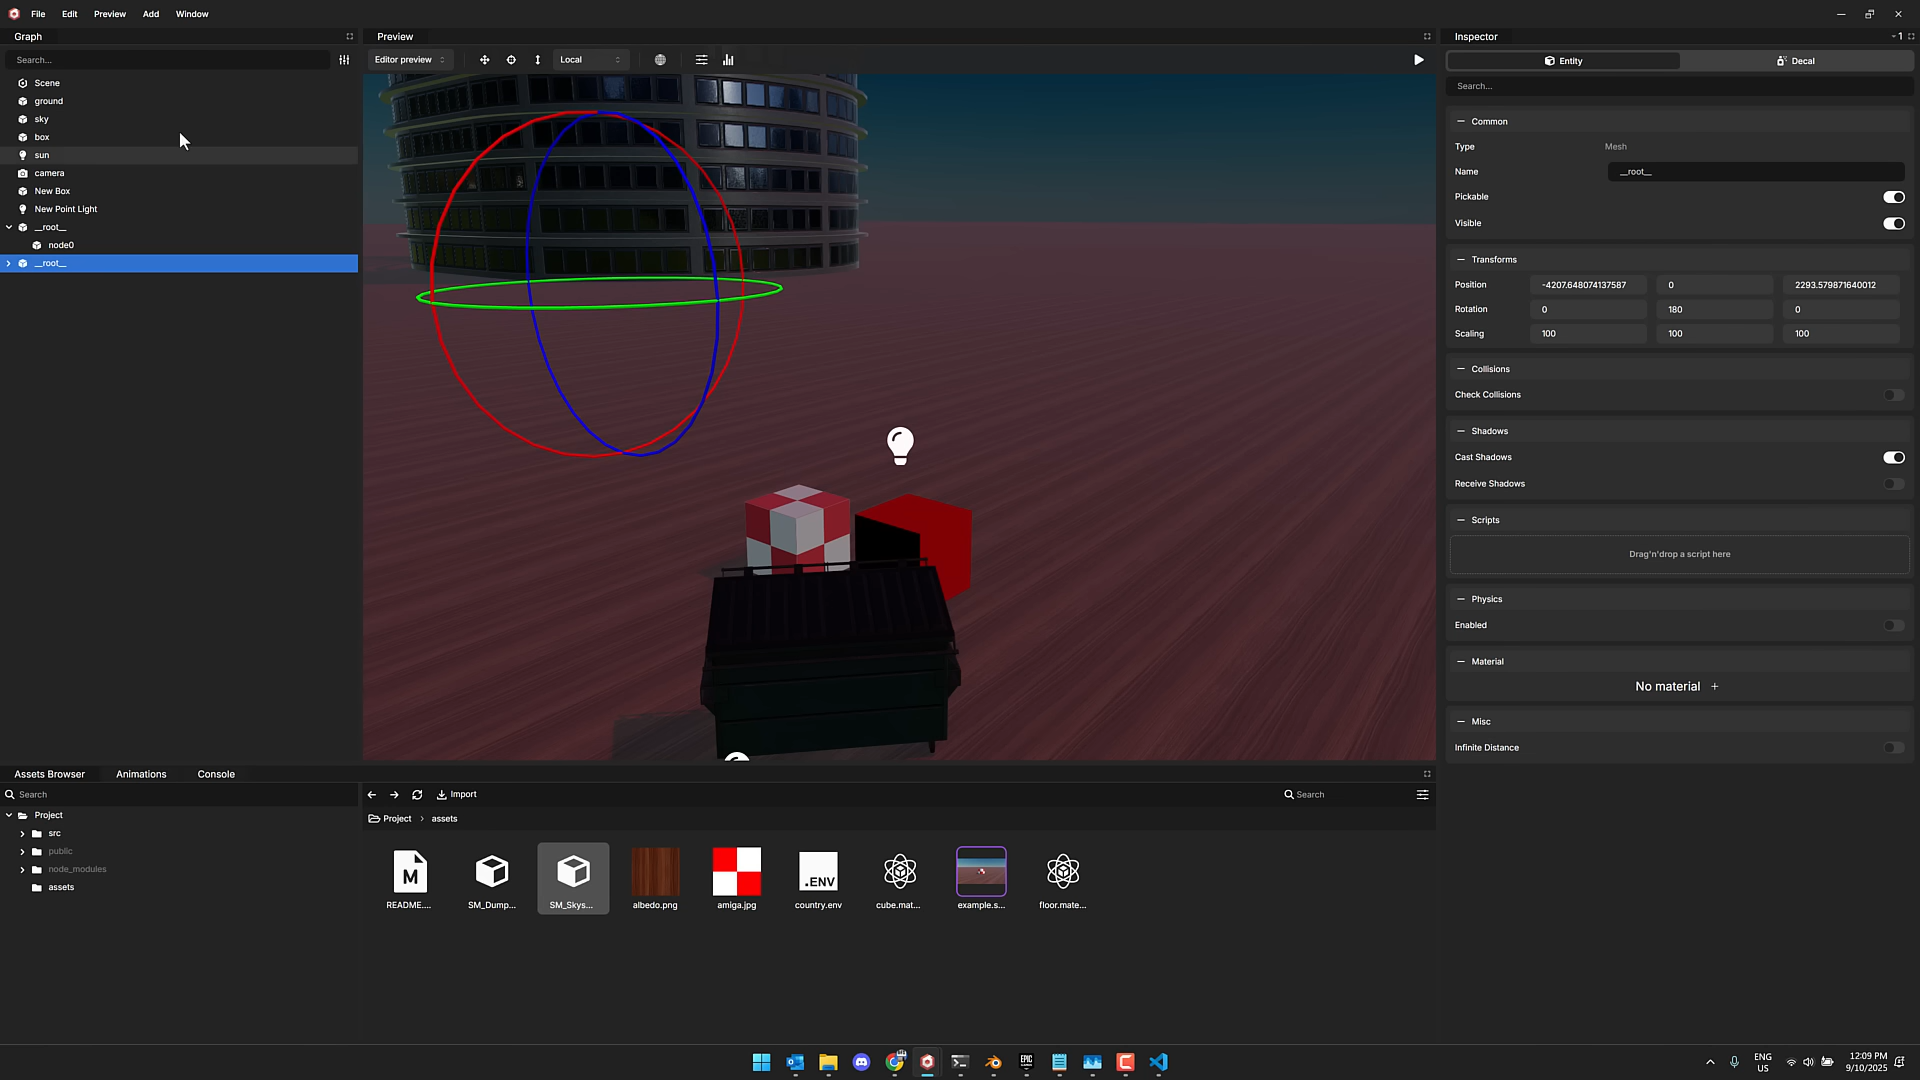 File Edit Preview Add Window
Graph
Search...
Scene
ground
sky
box
sun
camera
New Box
New Point Light
__root__
node0
__root__
Preview
Editor preview
Local
Inspector
1
Entity
Decal
Search...
Common
Type Mesh
Name __root__
Pickable
Visible
Transforms
Position -4207.648074137587 0 2293.579871640012
Rotation 0 180 0
Scaling 100 100 100
Collisions
Check Collisions
Shadows
Cast Shadows
Receive Shadows
Scripts
Drag'n'drop a script here
Physics
Enabled
Material
No material +
Misc
Infinite Distance
Assets Browser Animations Console
Search
Project
src
public
node_modules
assets
Import
Search
Project > assets
M
.ENV
README.... SM_Dump... SM_Skys... albedo.png amiga.jpg country.env cube.mat... example.s... floor.mate...
EPIC
ENG
US
12:09 PM
9/10/2025